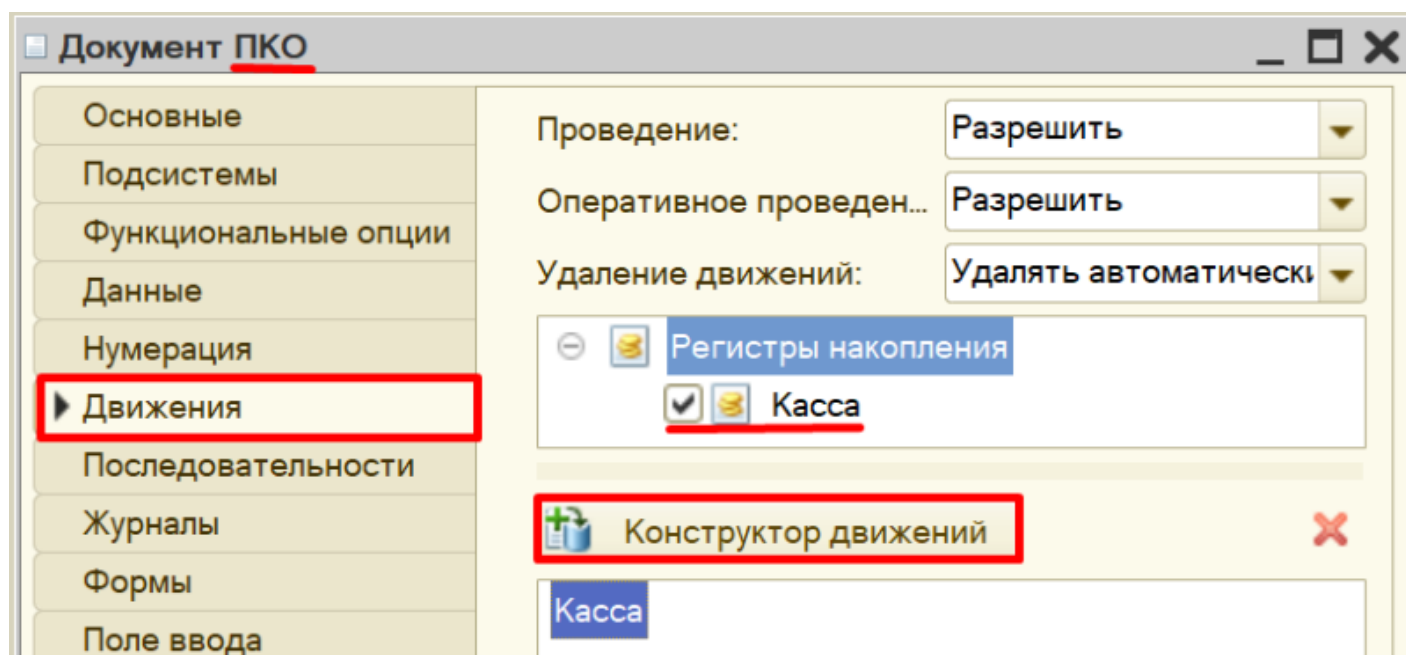 Документ ПКО
Основные
Подсистемы
Функциональные опции
Данные
Нумерация
Движения
Последовательности
Журналы
Формы
Поле ввода
Проведение: Разрешить
Оперативное проведен... Разрешить
Удаление движений: Удалять автоматически
Регистры накопления
Касса
Конструктор движений
Касса